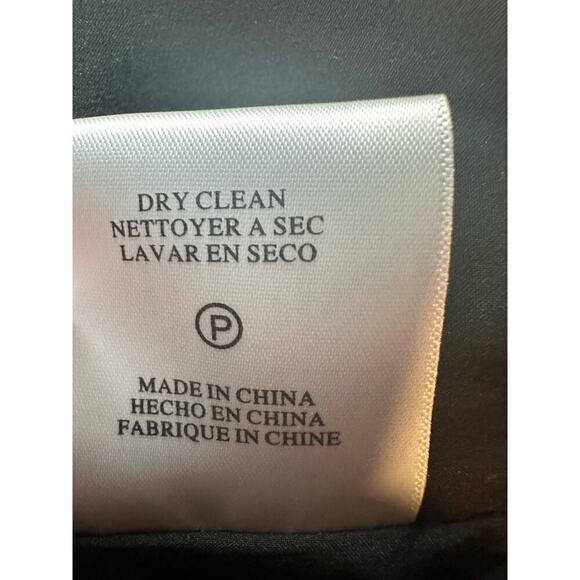 DRY CLEAN
NETTOYER A SEC
LAVAR EN SECO
P
MADE IN CHINA
HECHO EN CHINA
FABRIQUE IN CHINE